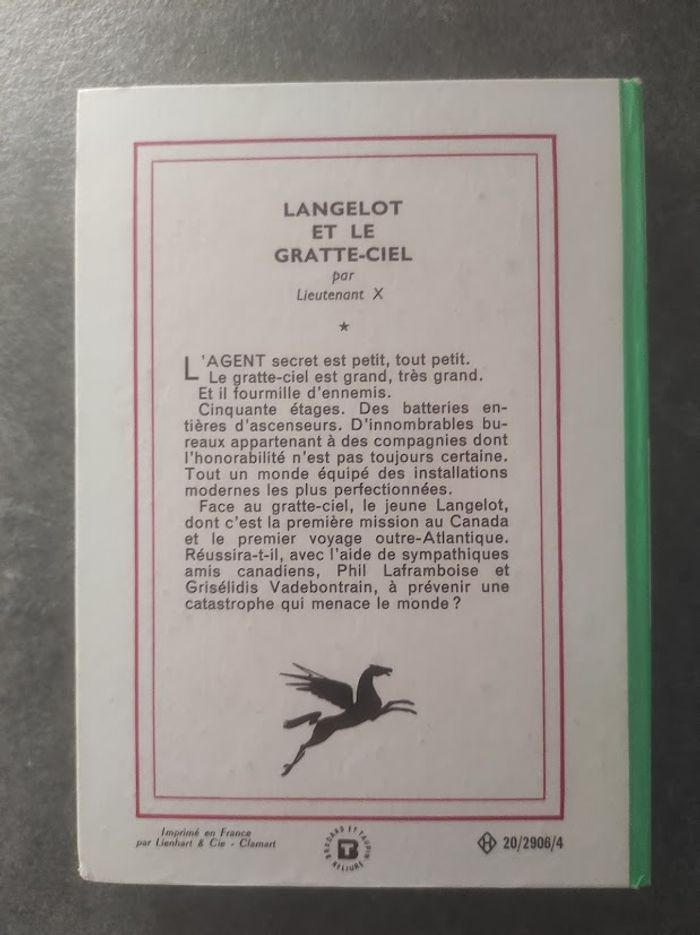 LANGELOT
ET LE
GRATTE-CIEL
par
Lieutenant X
L'AGENT secret est petit, tout petit.
Le gratte-ciel est grand, très grand.
Et il fourmille d'ennemis.
Cinquante étages. Des batteries en-
tières d'ascenseurs. D'innombrables bu-
reaux appartenant à des compagnies dont
l'honorabilité n'est pas toujours certaine.
Tout un monde équipé des installations
modernes les plus perfectionnées.
Face au gratte-ciel, le jeune Langelot,
dont c'est la première mission au Canada
et le premier voyage outre-Atlantique.
Réussira-t-il, avec l'aide de sympathiques
amis canadiens, Phil Laframboise et
Grisélidis Vadebontrain, à prévenir une
catastrophe qui menace le monde ?
Imprimé en France
par Lienhart & Cie - Clamart
BRODARD ET TAUPIN
T
RELIURE
H 20/2906/4